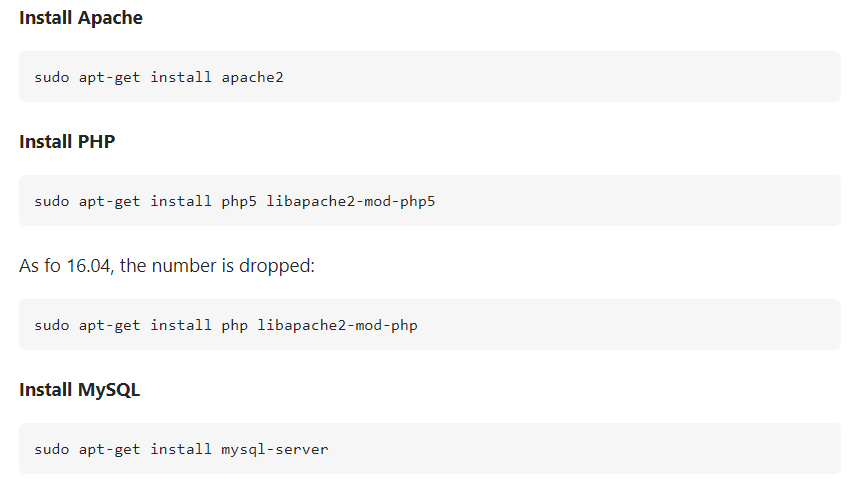 Install Apache
sudo apt-get install apache2
Install PHP
sudo apt-get install php5 libapache2-mod-php5
As fo 16.04, the number is dropped:
sudo apt-get install php libapache2-mod-php
Install MySQL
sudo apt-get install mysql-server